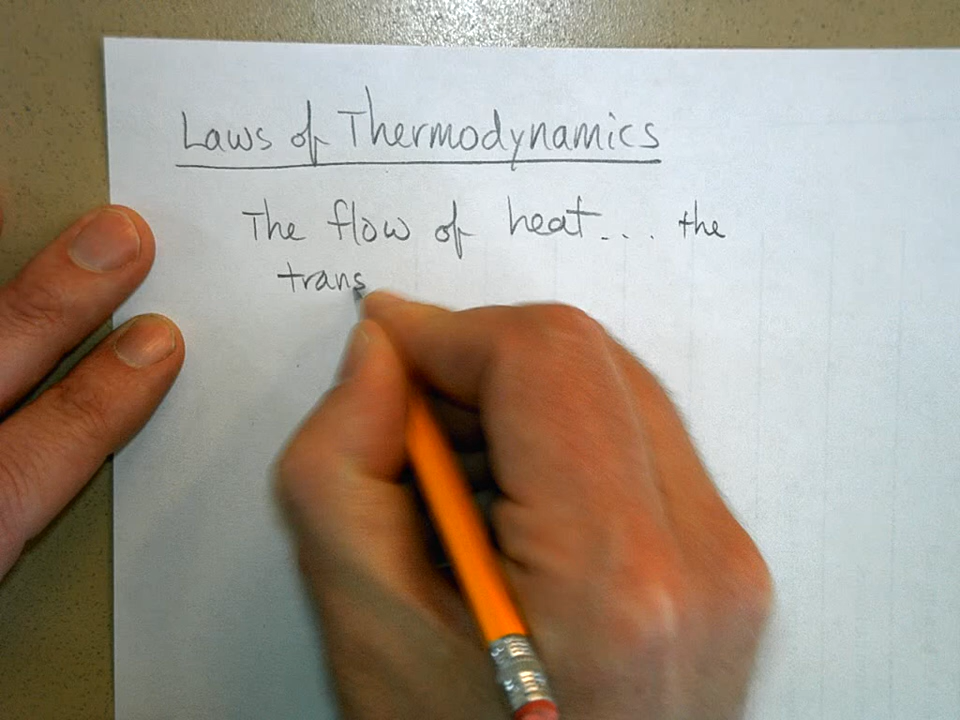 Laws of Thermodynamics
The flow of heat... the
trans